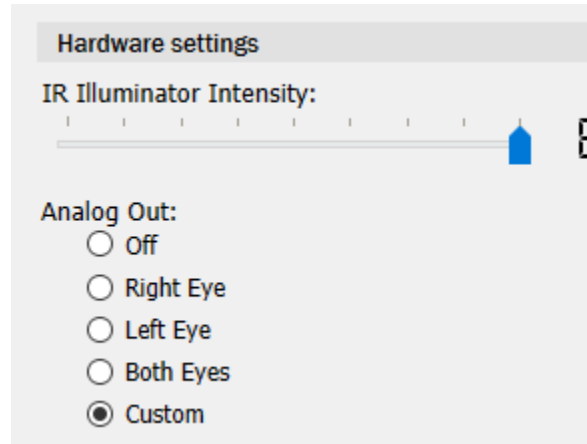 Hardware settings
IR Illuminator Intensity:
Analog Out:
Off
Right Eye
Left Eye
Both Eyes
Custom